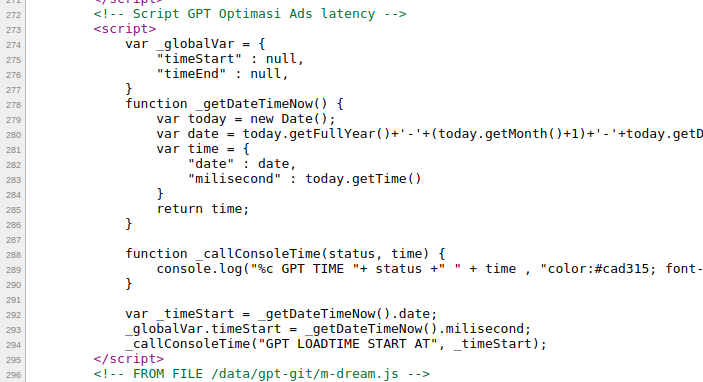 271 </script>
272 <!-- Script GPT Optimasi Ads latency -->
273 <script>
274 var _globalVar = {
275 "timeStart" : null,
276 "timeEnd" : null,
277 }
278 function _getDateTimeNow() {
279 var today = new Date();
280 var date = today.getFullYear()+'-'+(today.getMonth()+1)+'-'+today.getD
281 var time = {
282 "date" : date,
283 "milisecond" : today.getTime()
284 }
285 return time;
286 }
287
288 function _callConsoleTime(status, time) {
289 console.log("%c GPT TIME "+ status +" " + time , "color:#cad315; font-
290 }
291
292 var _timeStart = _getDateTimeNow().date;
293 _globalVar.timeStart = _getDateTimeNow().milisecond;
294 _callConsoleTime("GPT LOADTIME START AT", _timeStart);
295 </script>
296 <!-- FROM FILE /data/gpt-git/m-dream.js -->